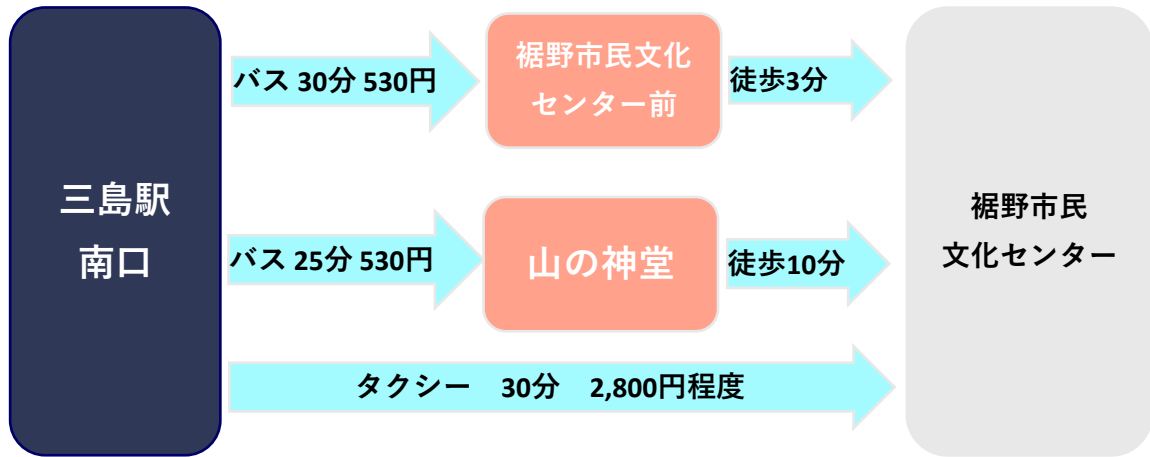 三島駅
南口
バス 30分 530円
裾野市民文化
センター前
徒歩3分
バス 25分 530円
山の神堂
徒歩10分
タクシー　30分　2,800円程度
裾野市民
文化センター